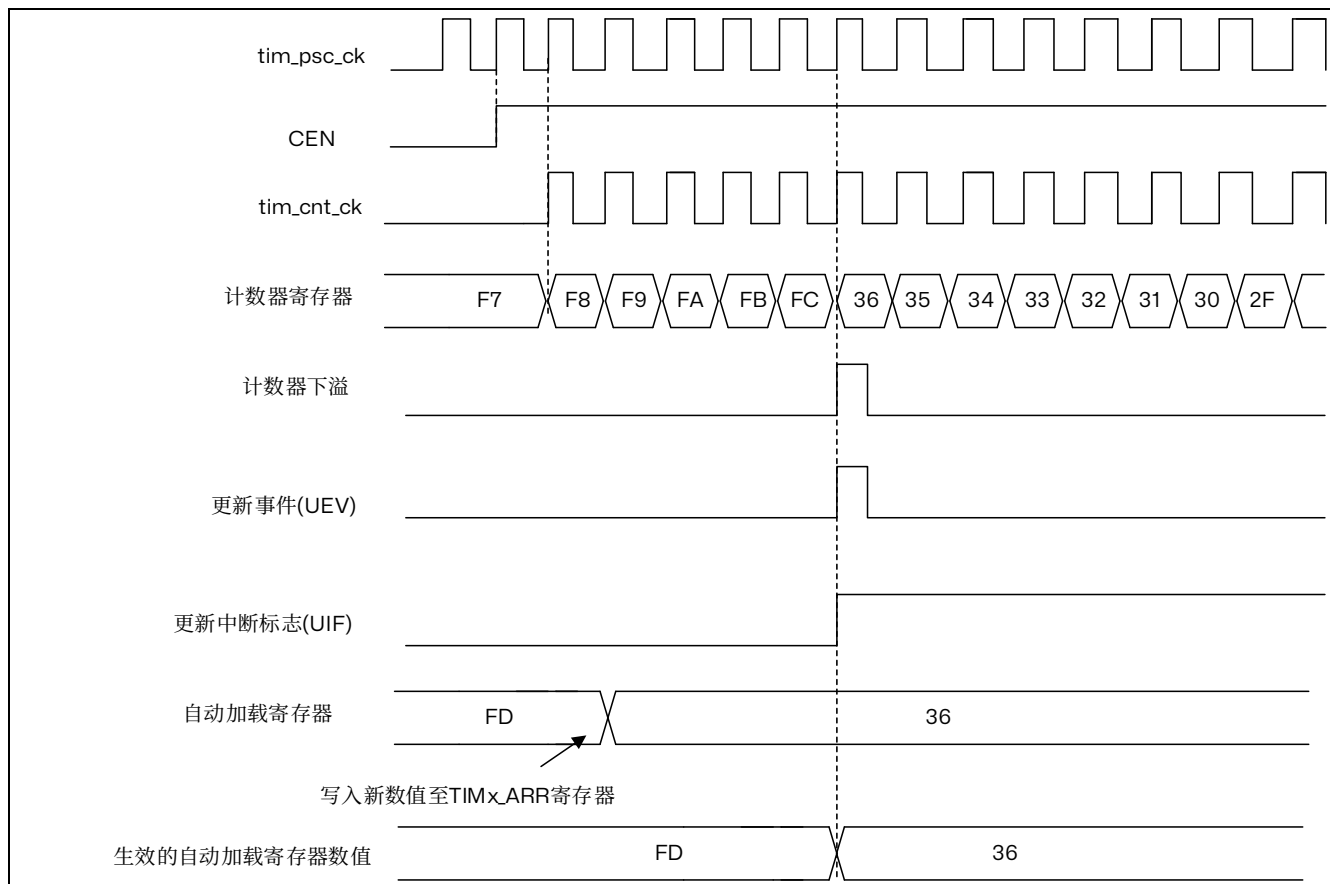 tim_psc_ck
CEN
tim_cnt_ck
计数器寄存器 F7 F8 F9 FA FB FC 36 35 34 33 32 31 30 2F
计数器下溢
更新事件(UEV)
更新中断标志(UIF)
自动加载寄存器 FD 36
写入新数值至TIMx_ARR寄存器
生效的自动加载寄存器数值 FD 36